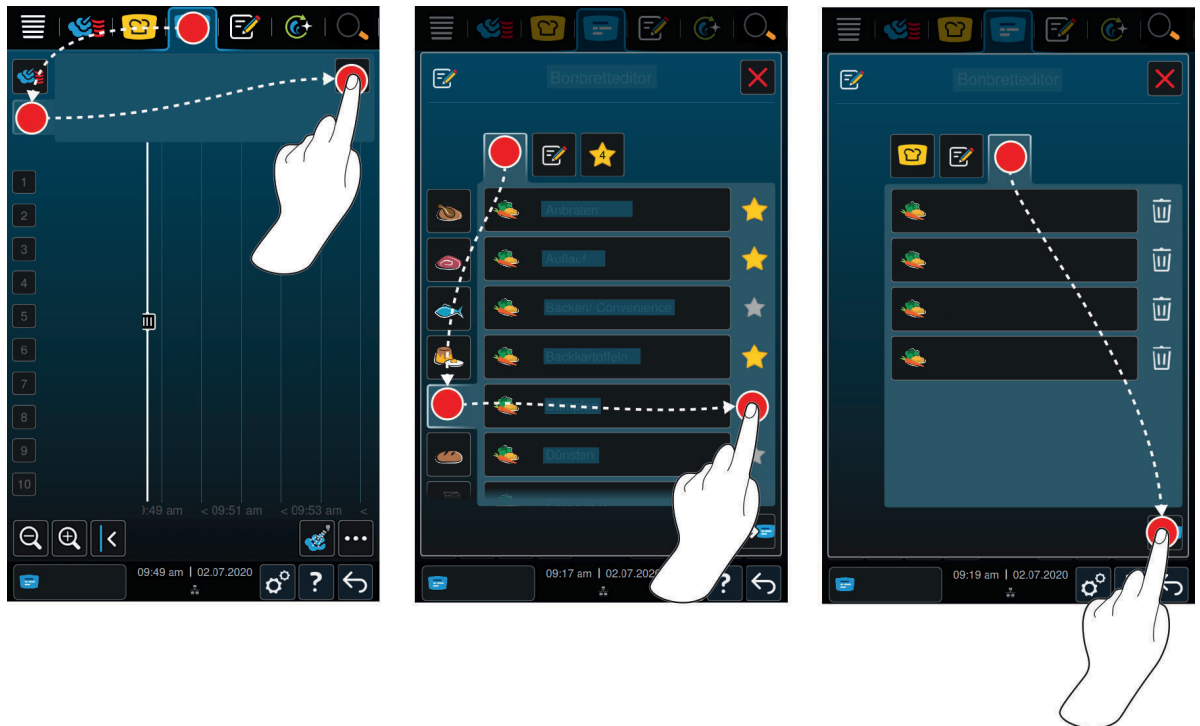 1
2
3
4
5
6
7
8
9
10
:49 am < 09:51 am < 09:53 am <
09:49 am | 02.07.2020
?
Bonbretteditor
4
Anbraten
Auflauf
Backen/ Convenience
Backkartoffeln
Dünsten
09:17 am | 02.07.2020
?
Bonbretteditor
09:19 am | 02.07.2020